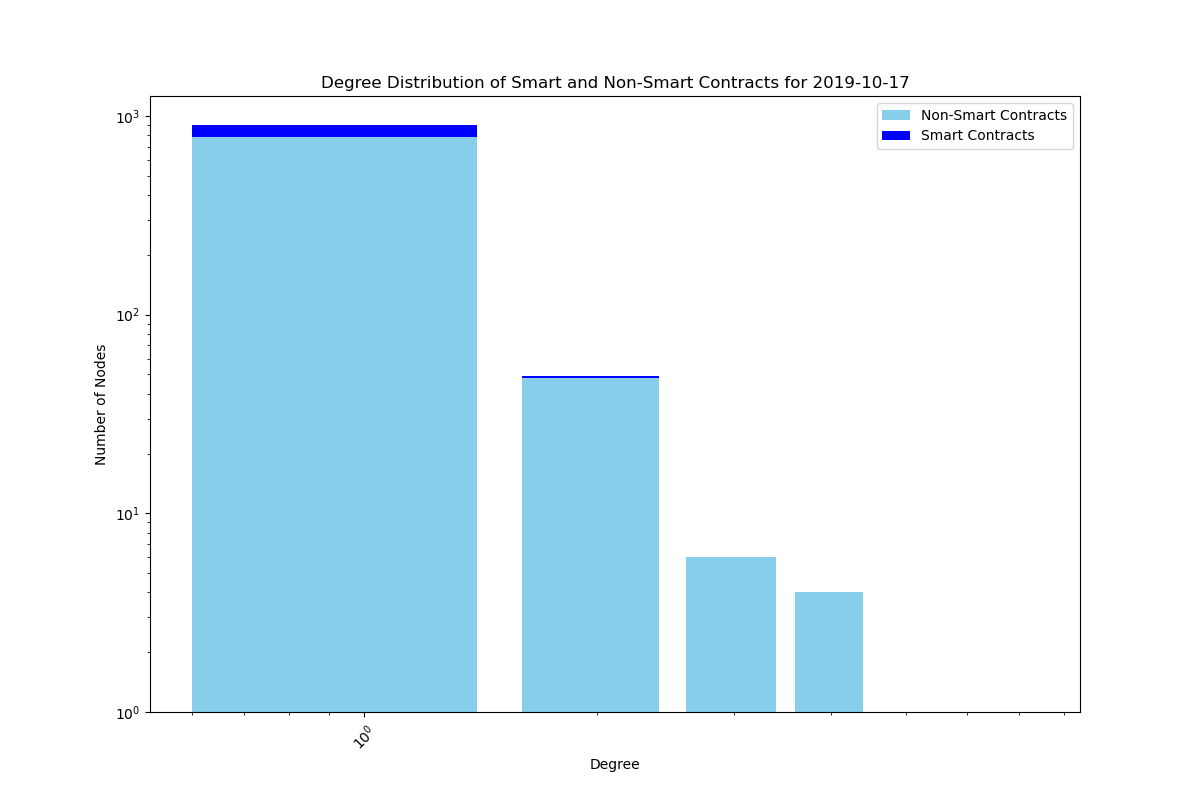 Degree Distribution of Smart and Non-Smart Contracts for 2019-10-17
Non-Smart Contracts
Smart Contracts
10³
10²
10¹
10⁰
Number of Nodes
10⁰
Degree